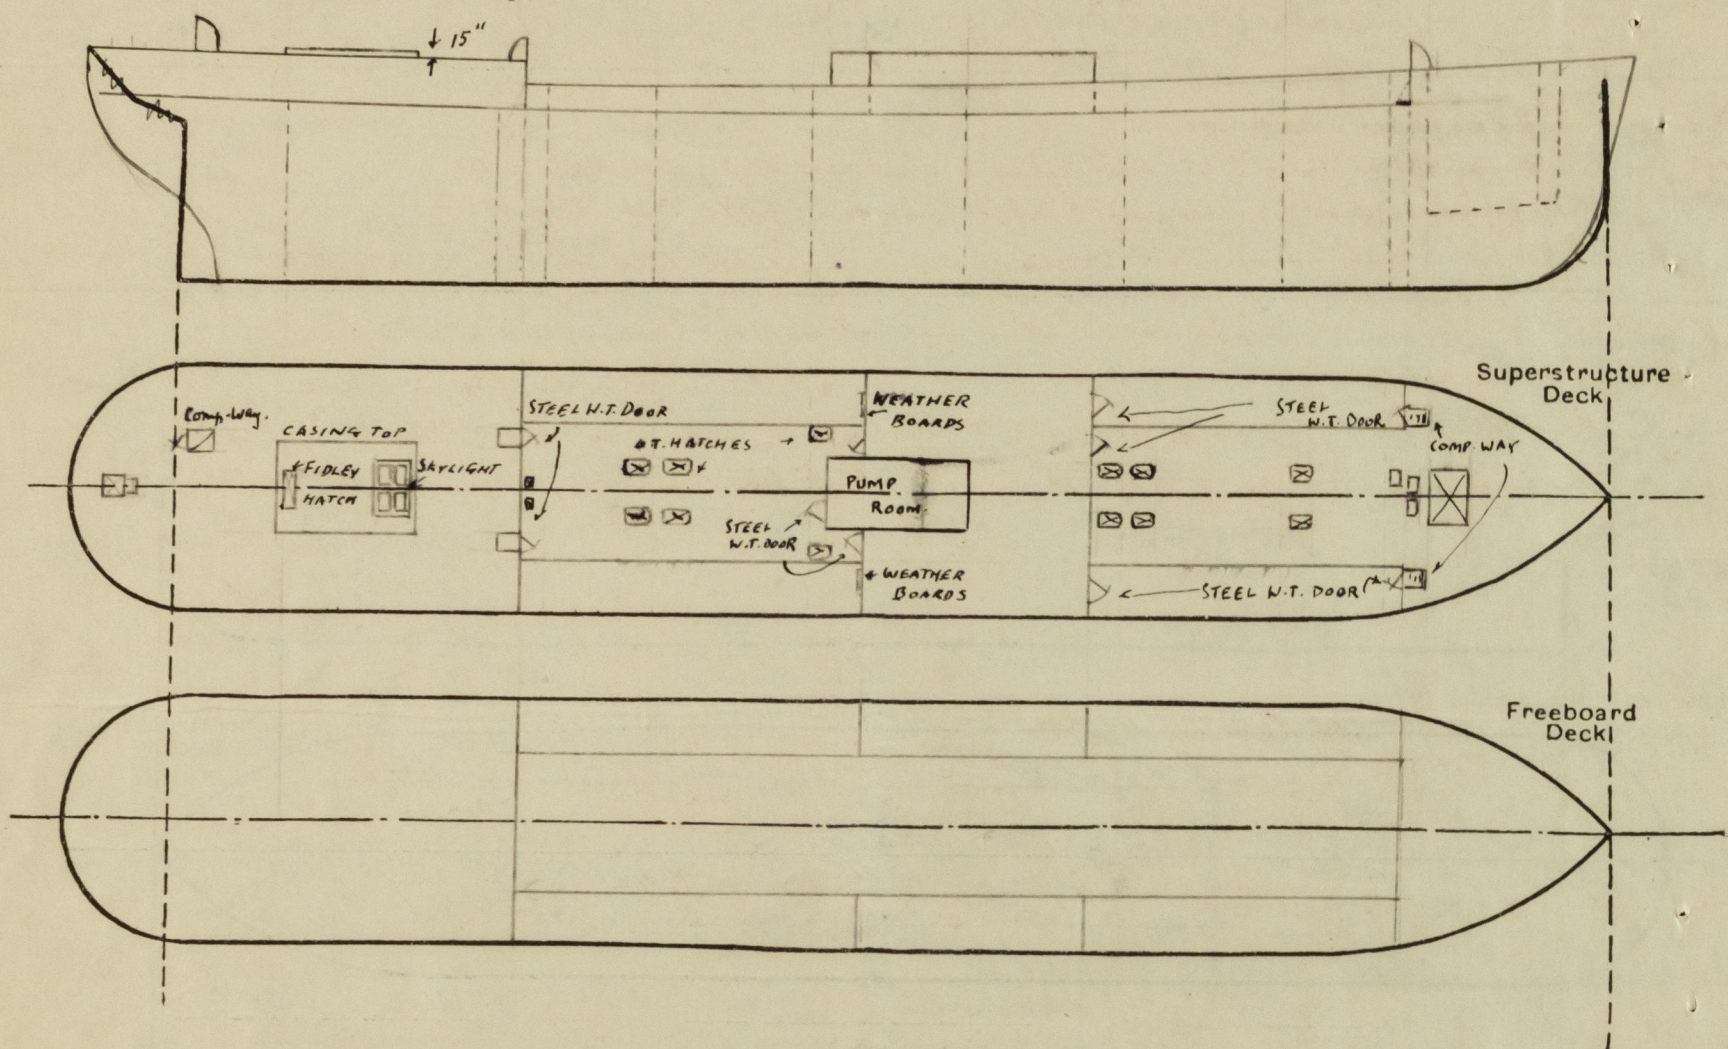 15"
Superstructure
Deck
Comp. Way.
STEEL W.T. DOOR
WEATHER
BOARDS
STEEL
W.T. DOOR
CASING TOP
O.T. HATCHES
COMP. WAY
FIDLEY
HATCH
SKYLIGHT
PUMP
ROOM.
STEEL
W.T. DOOR
WEATHER
BOARDS
STEEL W.T. DOOR
Freeboard
Deck